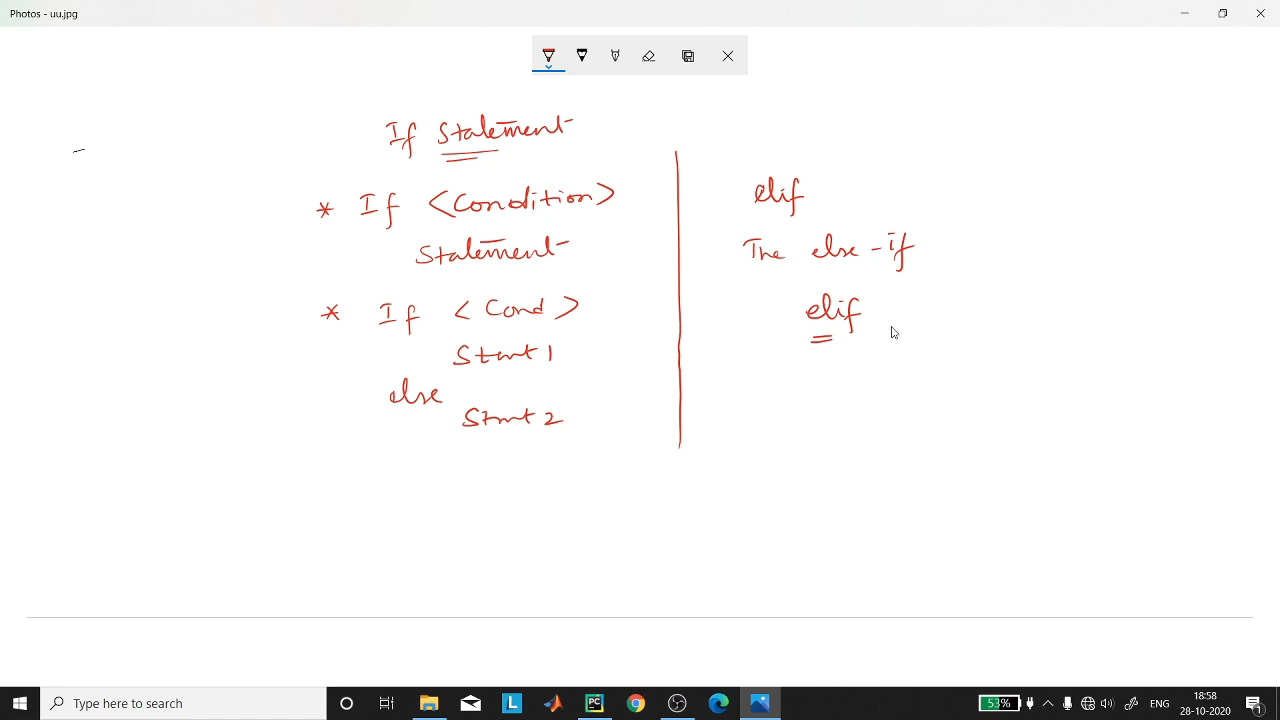 Photos - uu.jpg
If Statement
* If <Condition>
Statement
* If <Cond>
Stmt 1
else
Stmt 2
elif
The else-if
elif
Type here to search
53%
ENG
18:58
28-10-2020